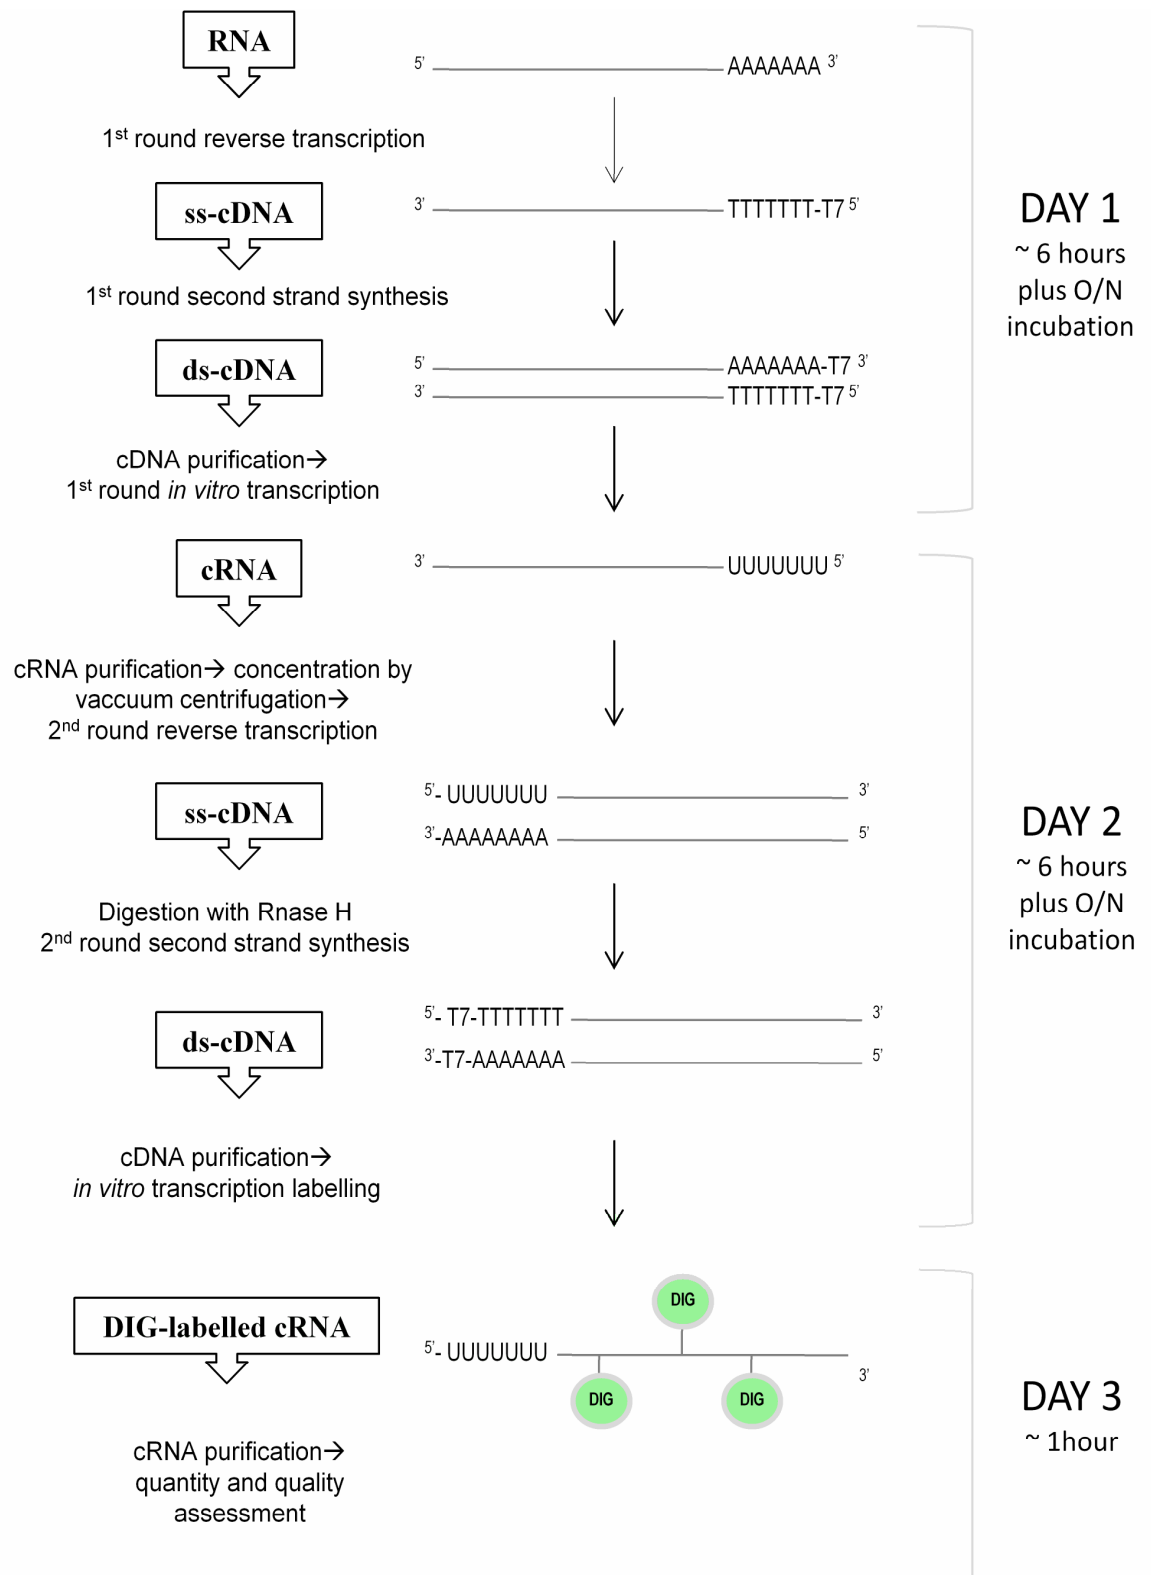 RNA
5’ AAAAAAA 3’
1st round reverse transcription
ss-cDNA
3’ TTTTTTT-T7 5’
1st round second strand synthesis
ds-cDNA
5’ AAAAAAA-T7 3’
3’ TTTTTTT-T7 5’
cDNA purification→
1st round in vitro transcription
DAY 1
~ 6 hours
plus O/N
incubation
cRNA
3’ UUUUUUU 5’
cRNA purification→ concentration by
vaccuum centrifugation→
2nd round reverse transcription
ss-cDNA
5’- UUUUUUU 3’
3’-AAAAAAAA 5’
Digestion with Rnase H
2nd round second strand synthesis
ds-cDNA
5’- T7-TTTTTTT 3’
3’-T7-AAAAAAA 5’
cDNA purification→
in vitro transcription labelling
DAY 2
~ 6 hours
plus O/N
incubation
DIG-labelled cRNA
5’- UUUUUUU 3’
DIG
DIG
DIG
cRNA purification→
quantity and quality
assessment
DAY 3
~ 1hour